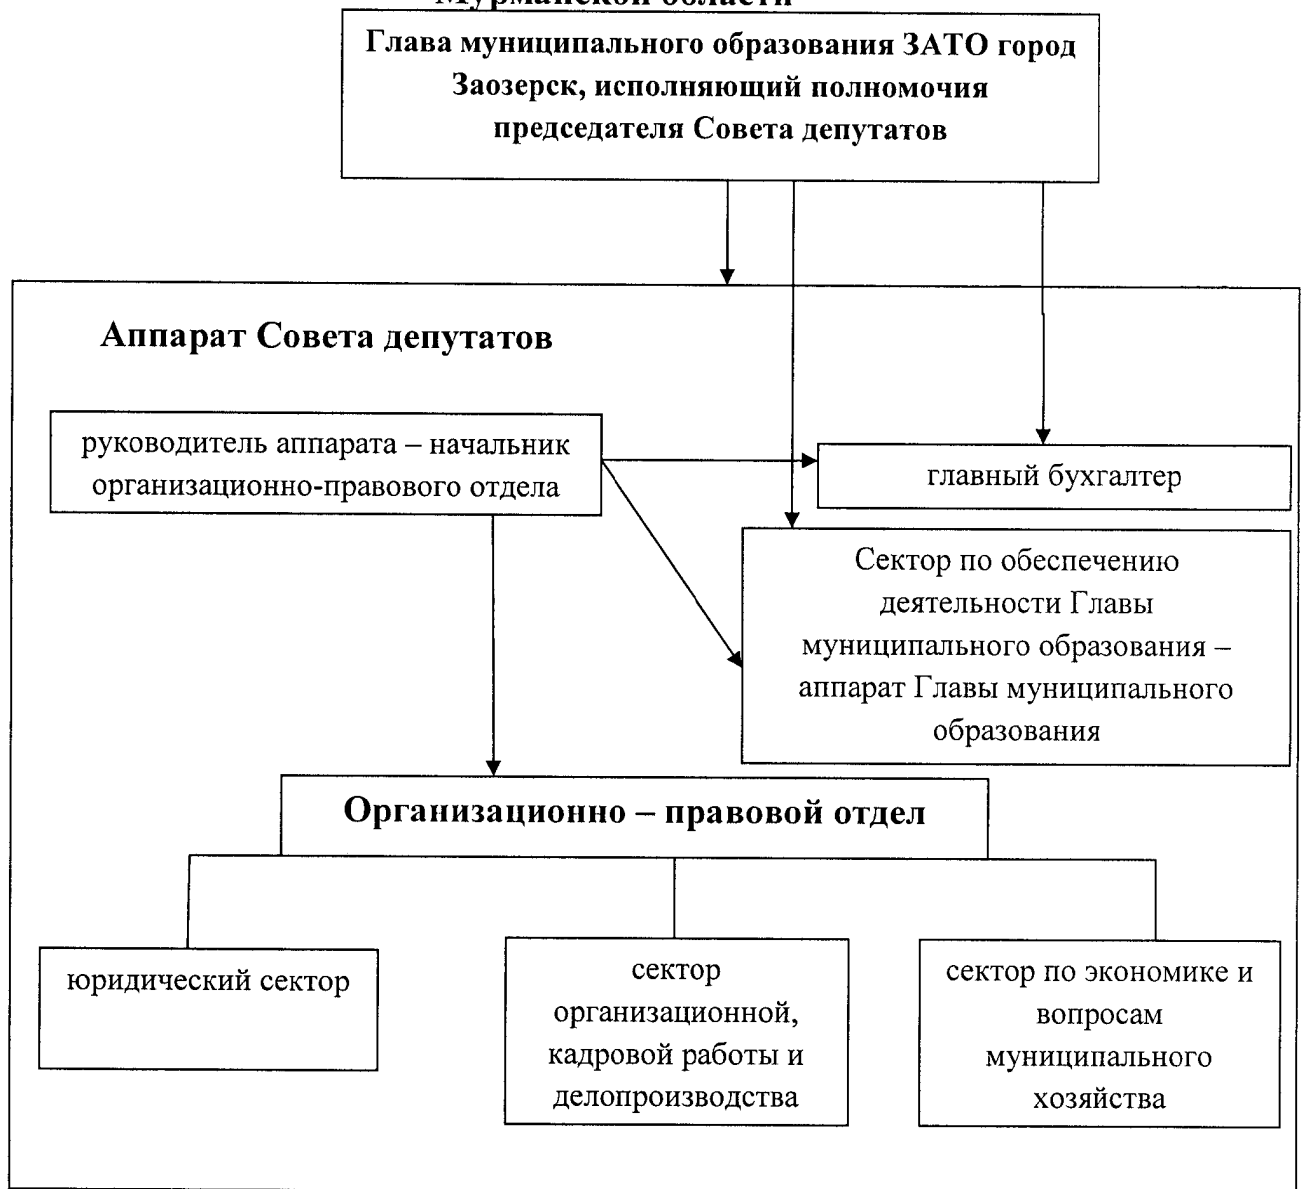 Мурманской области
Глава муниципального образования ЗАТО город
Заозерск, исполняющий полномочия
председателя Совета депутатов
Аппарат Совета депутатов
руководитель аппарата – начальник
организационно-правового отдела
главный бухгалтер
Сектор по обеспечению
деятельности Главы
муниципального образования –
аппарат Главы муниципального
образования
Организационно – правовой отдел
юридический сектор
сектор
организационной,
кадровой работы и
делопроизводства
сектор по экономике и
вопросам
муниципального
хозяйства